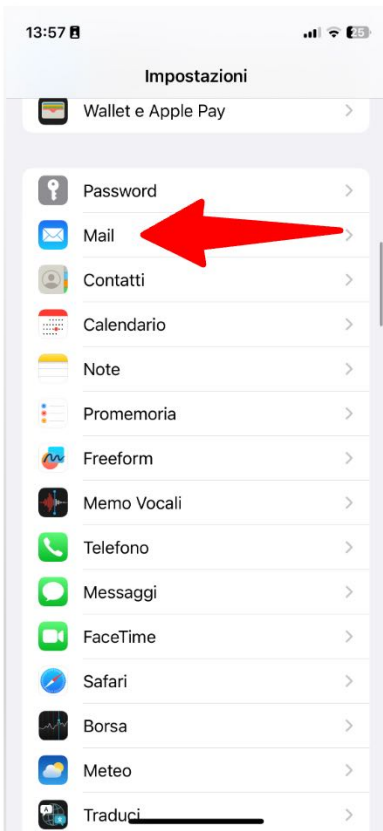 13:57
25
Impostazioni
Wallet e Apple Pay
Password
Mail
Contatti
Calendario
Note
Promemoria
Freeform
Memo Vocali
Telefono
Messaggi
FaceTime
Safari
Borsa
Meteo
Traduci